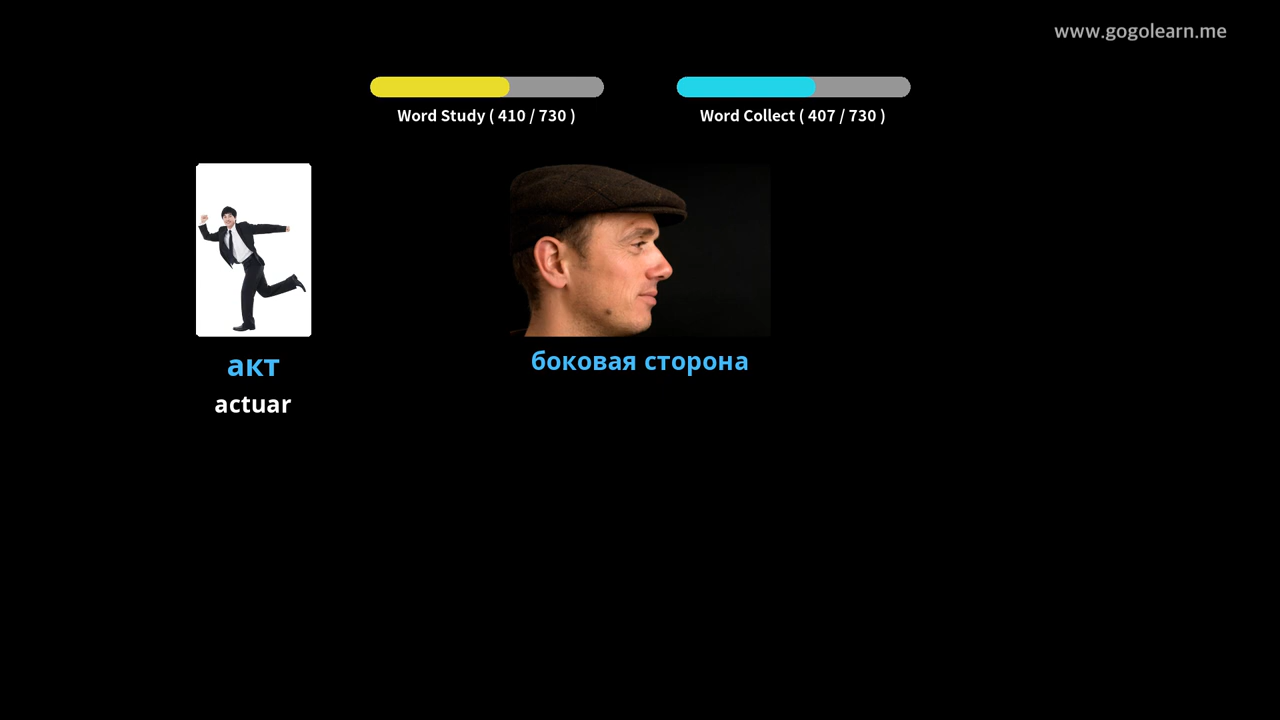 www.gogolearn.me
Word Study ( 410 / 730 )
Word Collect ( 407 / 730 )
акт
actuar
боковая сторона